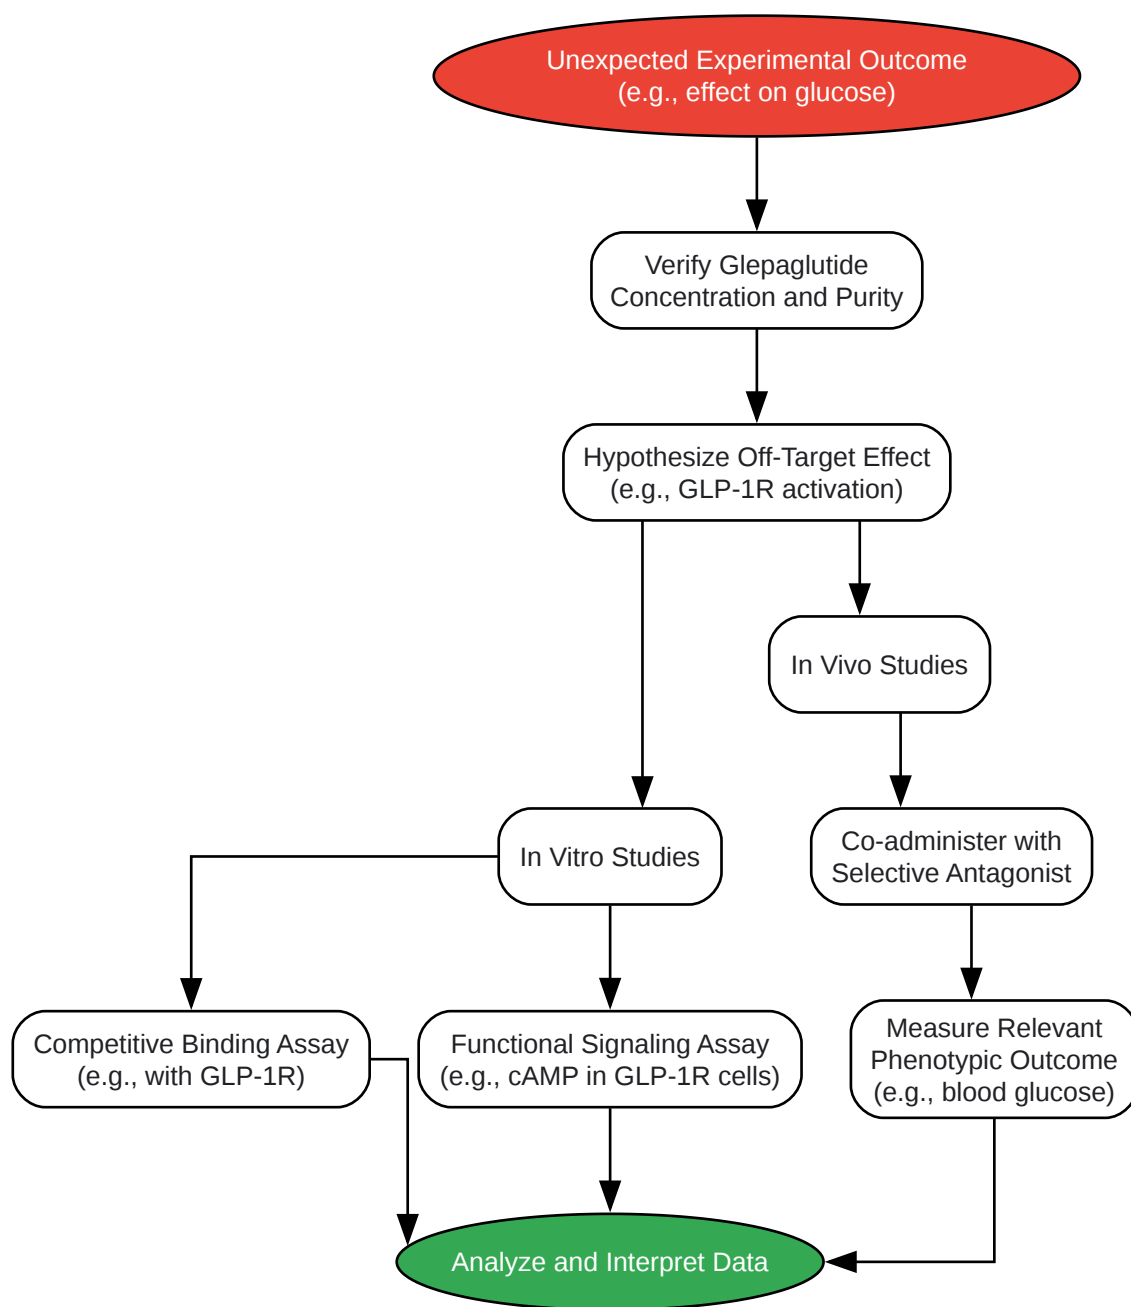 Unexpected Experimental Outcome
(e.g., effect on glucose)
Verify Glepaglutide
Concentration and Purity
Hypothesize Off-Target Effect
(e.g., GLP-1R activation)
In Vivo Studies
In Vitro Studies
Co-administer with
Selective Antagonist
Competitive Binding Assay
(e.g., with GLP-1R)
Functional Signaling Assay
(e.g., cAMP in GLP-1R cells)
Measure Relevant
Phenotypic Outcome
(e.g., blood glucose)
Analyze and Interpret Data